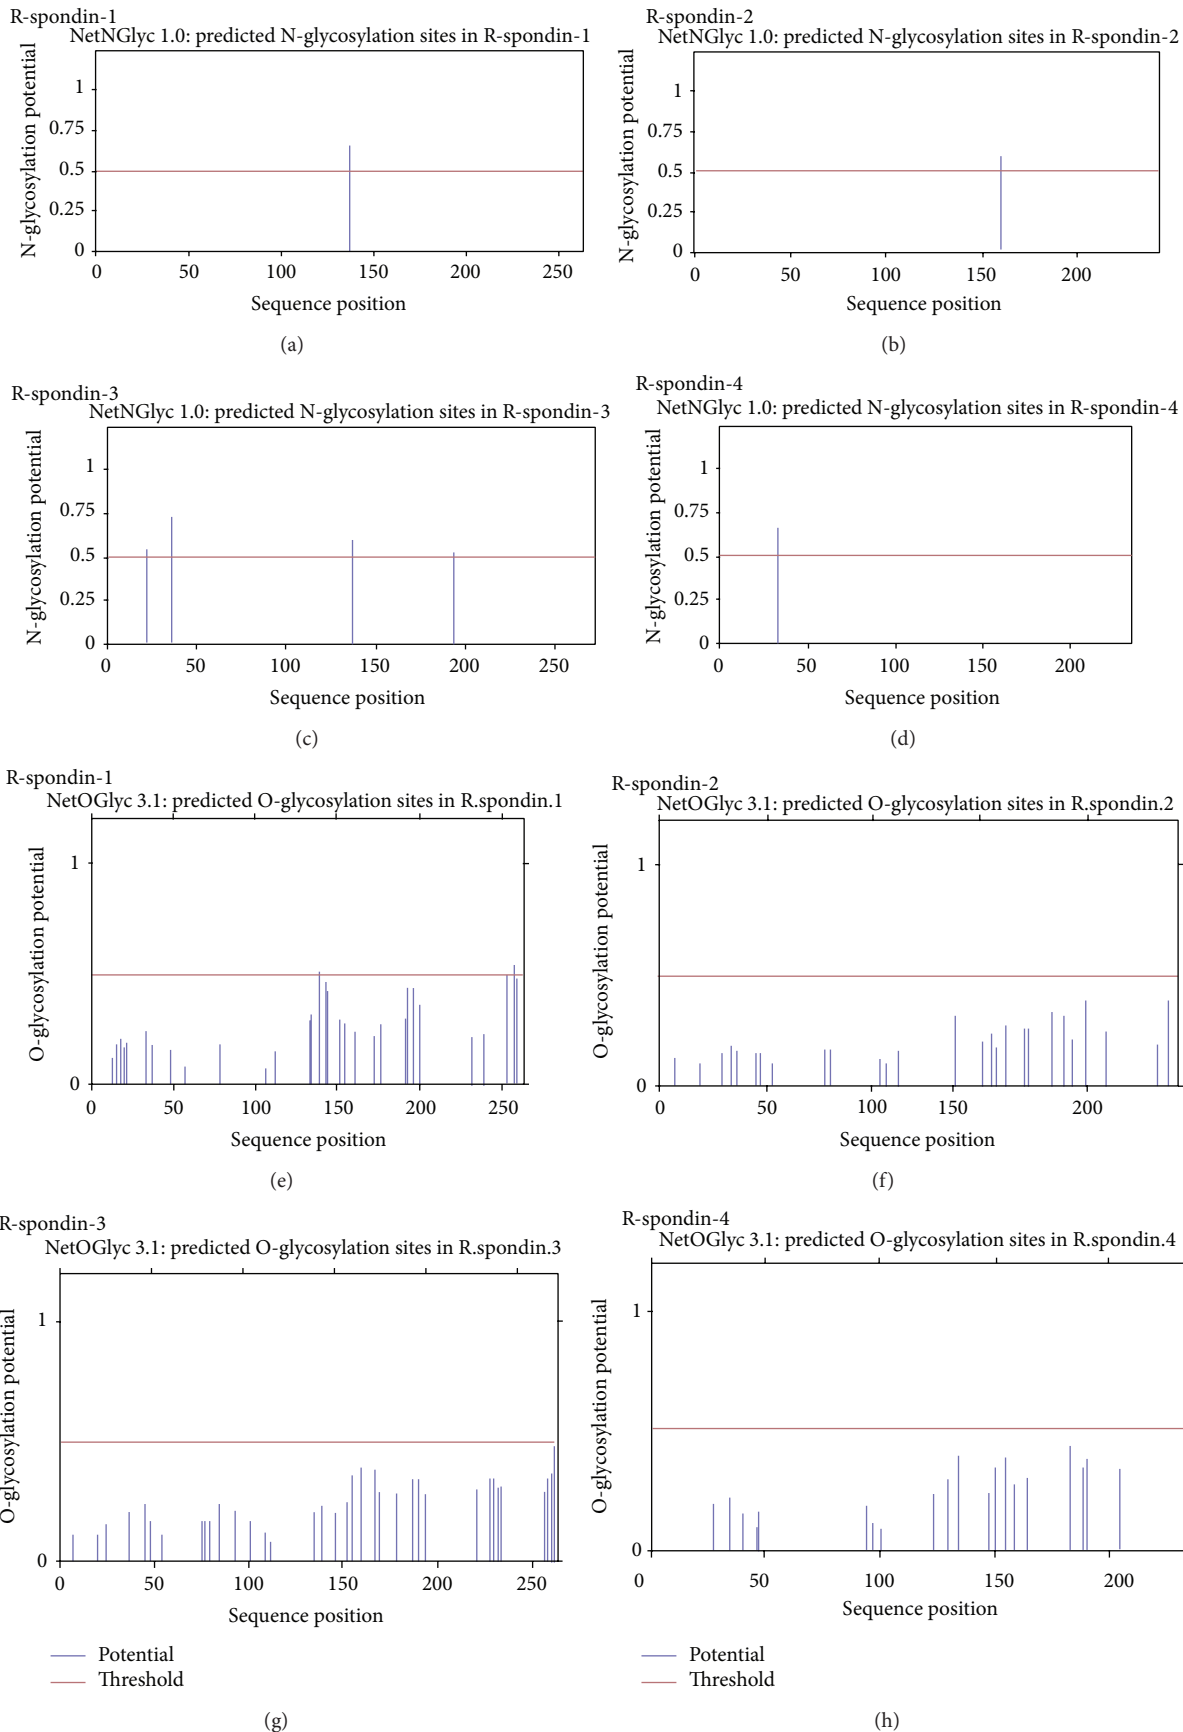 R-spondin-1
NetNGlyc 1.0: predicted N-glycosylation sites in R-spondin-1
N-glycosylation potential
1
0.75
0.5
0.25
0
0 50 100 150 200 250
Sequence position
(a)
R-spondin-2
NetNGlyc 1.0: predicted N-glycosylation sites in R-spondin-2
N-glycosylation potential
1
0.75
0.5
0.25
0
0 50 100 150 200
Sequence position
(b)
R-spondin-3
NetNGlyc 1.0: predicted N-glycosylation sites in R-spondin-3
N-glycosylation potential
1
0.75
0.5
0.25
0
0 50 100 150 200 250
Sequence position
(c)
R-spondin-4
NetNGlyc 1.0: predicted N-glycosylation sites in R-spondin-4
N-glycosylation potential
1
0.75
0.5
0.25
0
0 50 100 150 200
Sequence position
(d)
R-spondin-1
NetOGlyc 3.1: predicted O-glycosylation sites in R.spondin.1
O-glycosylation potential
1
0
0 50 100 150 200 250
Sequence position
(e)
R-spondin-2
NetOGlyc 3.1: predicted O-glycosylation sites in R.spondin.2
O-glycosylation potential
1
0
0 50 100 150 200
Sequence position
(f)
R-spondin-3
NetOGlyc 3.1: predicted O-glycosylation sites in R.spondin.3
O-glycosylation potential
1
0
0 50 100 150 200 250
Sequence position
Potential
Threshold
(g)
R-spondin-4
NetOGlyc 3.1: predicted O-glycosylation sites in R.spondin.4
O-glycosylation potential
1
0
0 50 100 150 200
Sequence position
Potential
Threshold
(h)